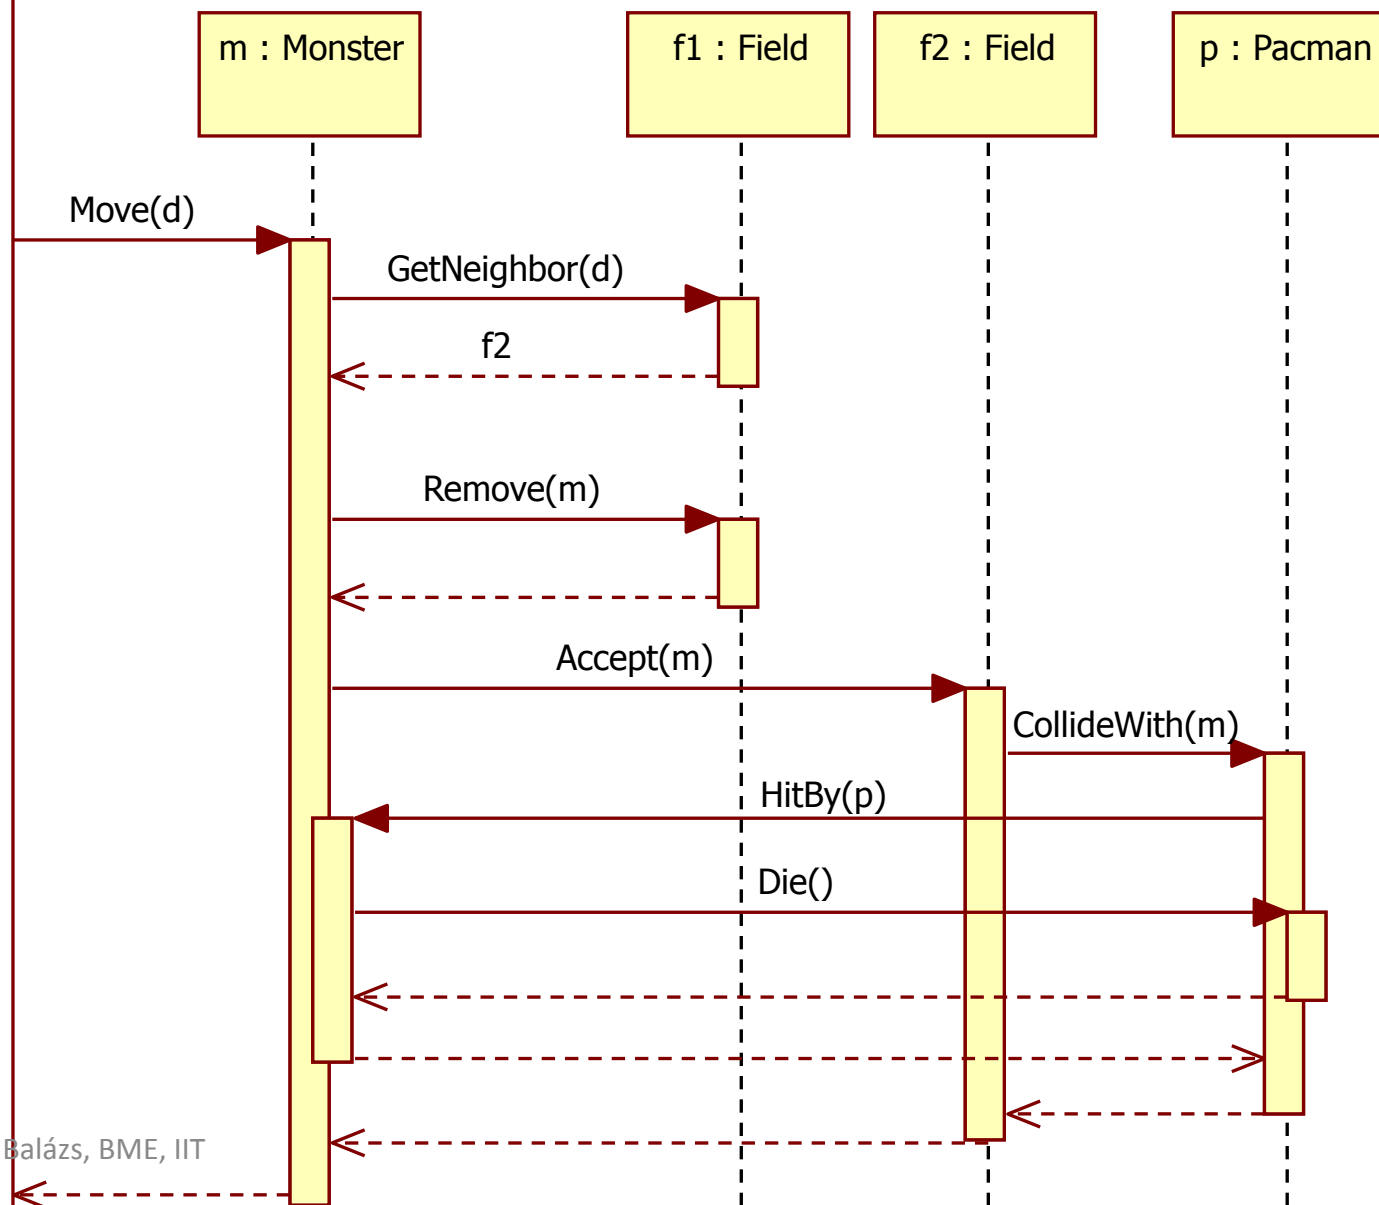 m : Monster
f1 : Field
f2 : Field
p : Pacman
Move(d)
GetNeighbor(d)
f2
Remove(m)
Accept(m)
CollideWith(m)
HitBy(p)
Die()
Balázs, BME, IIT